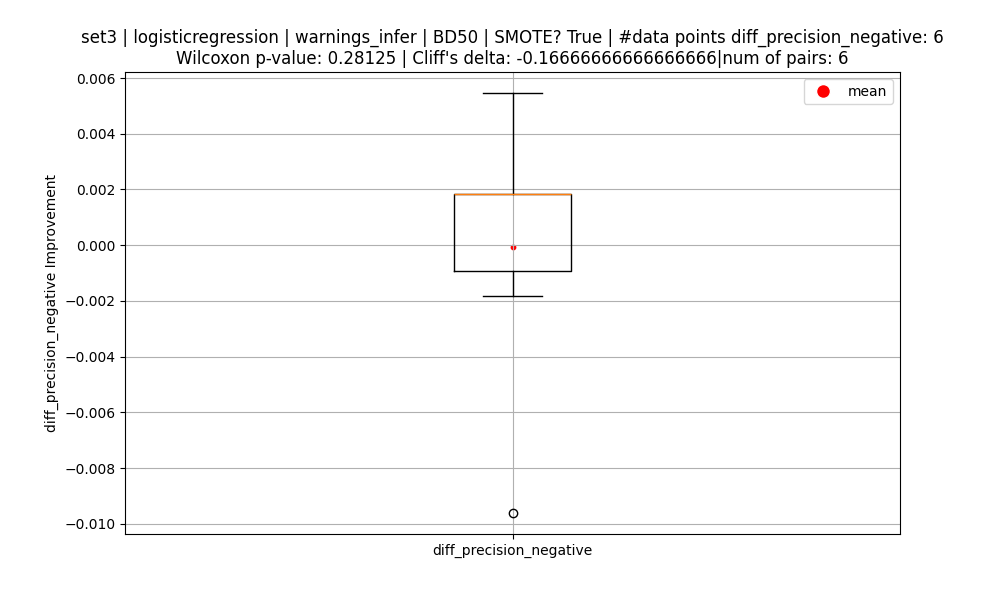 set3 | logisticregression | warnings_infer | BD50 | SMOTE? True | #data points diff_precision_negative: 6
Wilcoxon p-value: 0.28125 | Cliff's delta: -0.16666666666666666|num of pairs: 6
mean
0.006
0.004
0.002
0.000
−0.002
−0.004
−0.006
−0.008
−0.010
diff_precision_negative Improvement
diff_precision_negative